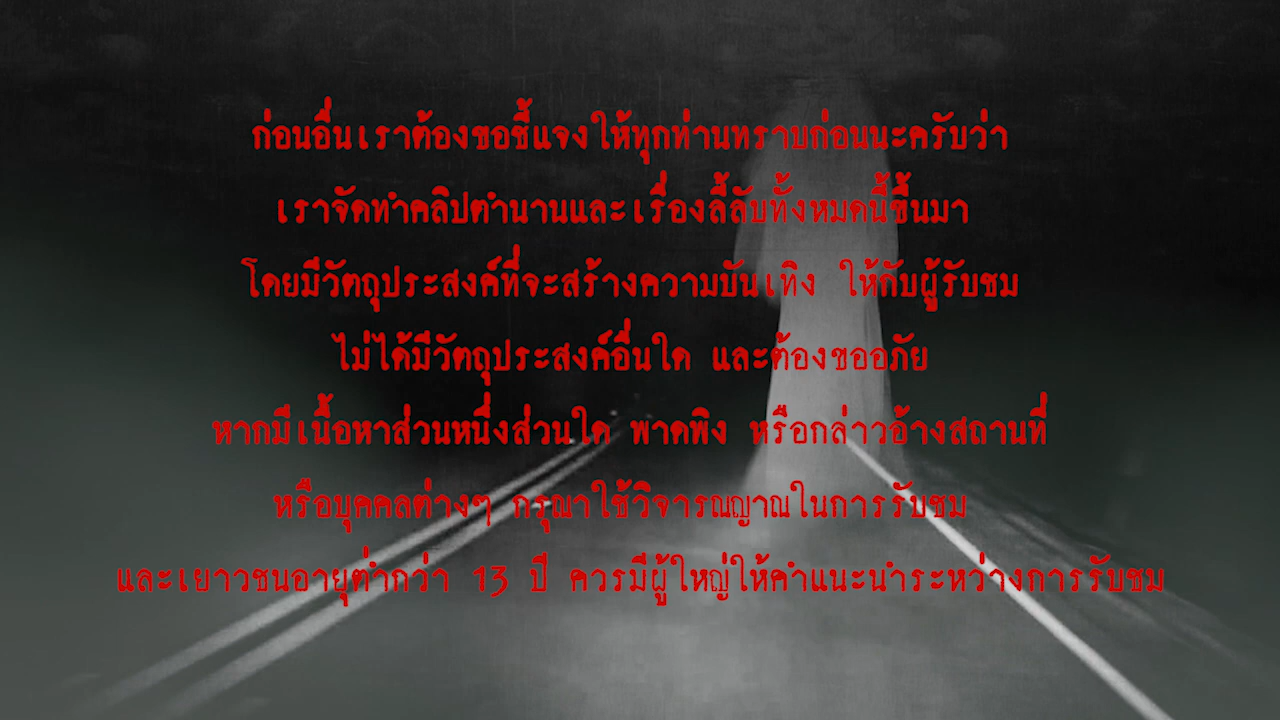 ก่อนอื่นเราต้องขอชี้แจงให้ทุกท่านทราบก่อนนะครับว่า
เราจัดทำคลิปตำนานและเรื่องลี้ลับทั้งหมดนี้ขึ้นมา
โดยมีวัตถุประสงค์ที่จะสร้างความบันเทิง ให้กับผู้รับชม
ไม่ได้มีวัตถุประสงค์อื่นใด และต้องขออภัย
หากมีเนื้อหาส่วนหนึ่งส่วนใด พาดพิง หรือกล่าวอ้างสถานที่
หรือบุคคลต่างๆ กรุณาใช้วิจารณญาณในการรับชม
และเยาวชนอายุต่ำกว่า 13 ปี ควรมีผู้ใหญ่ให้คำแนะนำระหว่างการรับชม